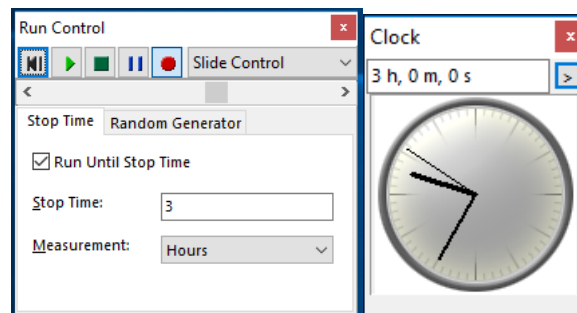 Run Control
x
Slide Control
Stop Time
Random Generator
Run Until Stop Time
Stop Time:
3
Measurement:
Hours
Clock
x
3 h, 0 m, 0 s
>